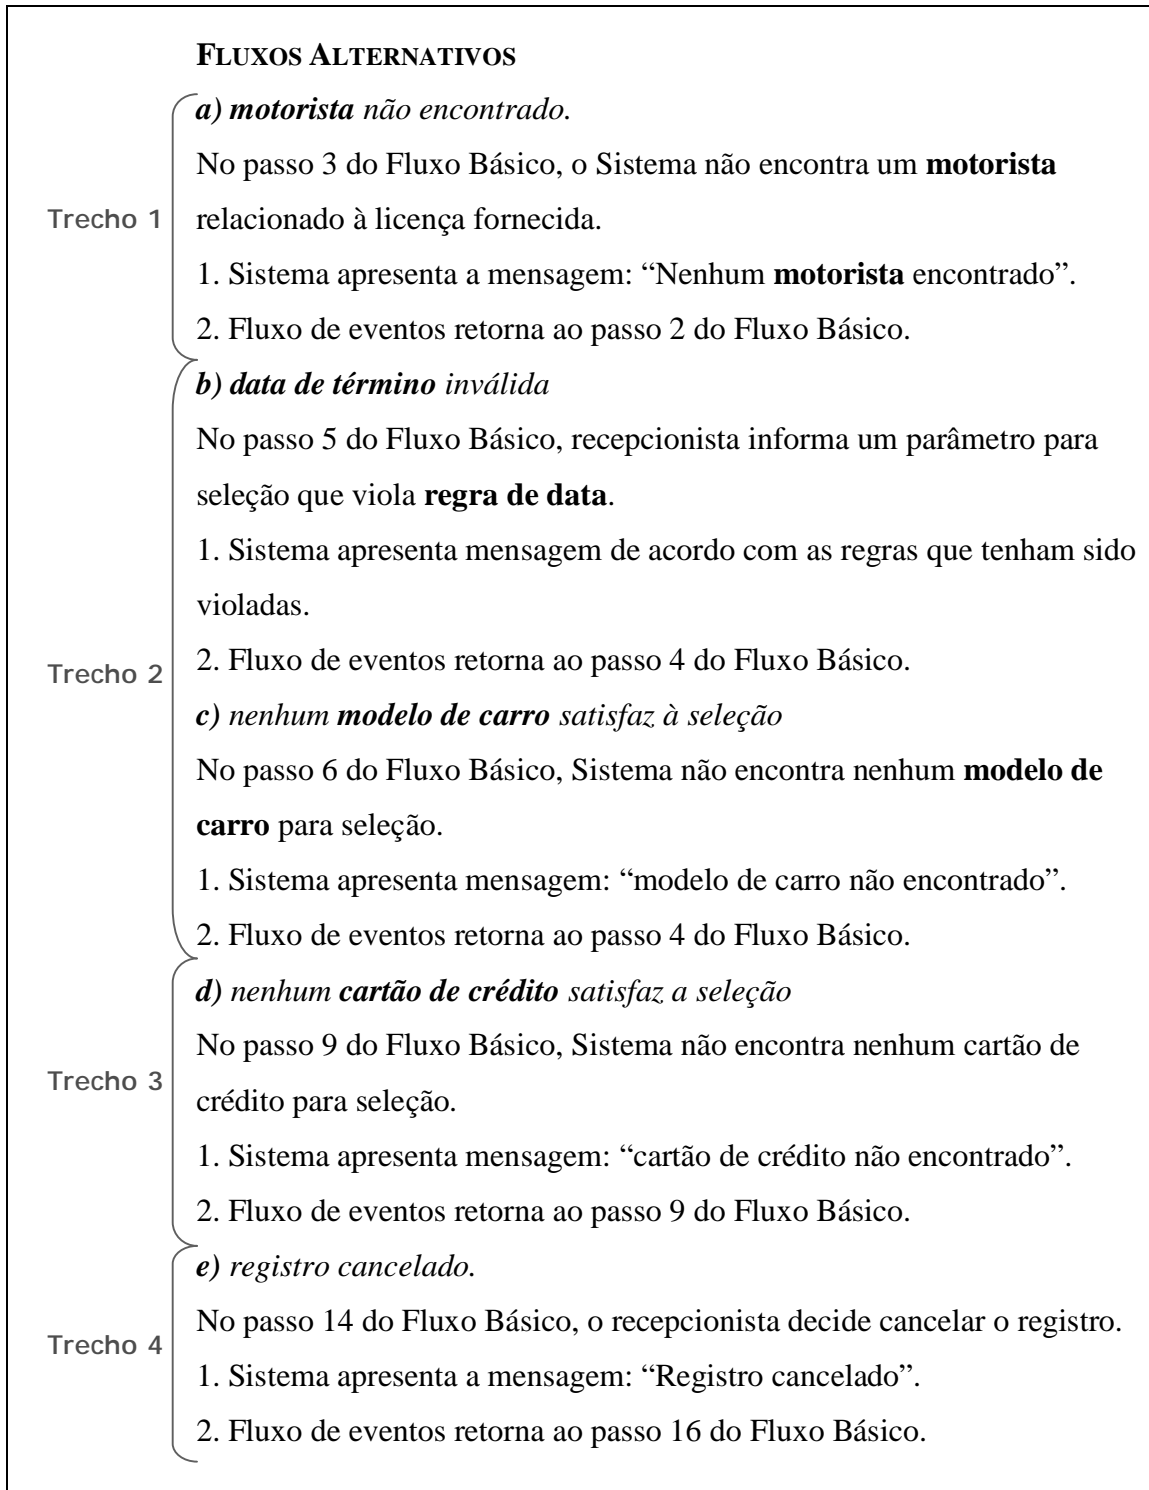 FLUXOS ALTERNATIVOS
a) motorista não encontrado.
No passo 3 do Fluxo Básico, o Sistema não encontra um motorista
Trecho 1
relacionado à licença fornecida.
1. Sistema apresenta a mensagem: “Nenhum motorista encontrado”.
2. Fluxo de eventos retorna ao passo 2 do Fluxo Básico.
b) data de término inválida
No passo 5 do Fluxo Básico, recepcionista informa um parâmetro para
seleção que viola regra de data.
1. Sistema apresenta mensagem de acordo com as regras que tenham sido
violadas.
Trecho 2
2. Fluxo de eventos retorna ao passo 4 do Fluxo Básico.
c) nenhum modelo de carro satisfaz à seleção
No passo 6 do Fluxo Básico, Sistema não encontra nenhum modelo de
carro para seleção.
1. Sistema apresenta mensagem: “modelo de carro não encontrado”.
2. Fluxo de eventos retorna ao passo 4 do Fluxo Básico.
d) nenhum cartão de crédito satisfaz a seleção
No passo 9 do Fluxo Básico, Sistema não encontra nenhum cartão de
Trecho 3
crédito para seleção.
1. Sistema apresenta mensagem: “cartão de crédito não encontrado”.
2. Fluxo de eventos retorna ao passo 9 do Fluxo Básico.
e) registro cancelado.
No passo 14 do Fluxo Básico, o recepcionista decide cancelar o registro.
Trecho 4
1. Sistema apresenta a mensagem: “Registro cancelado”.
2. Fluxo de eventos retorna ao passo 16 do Fluxo Básico.